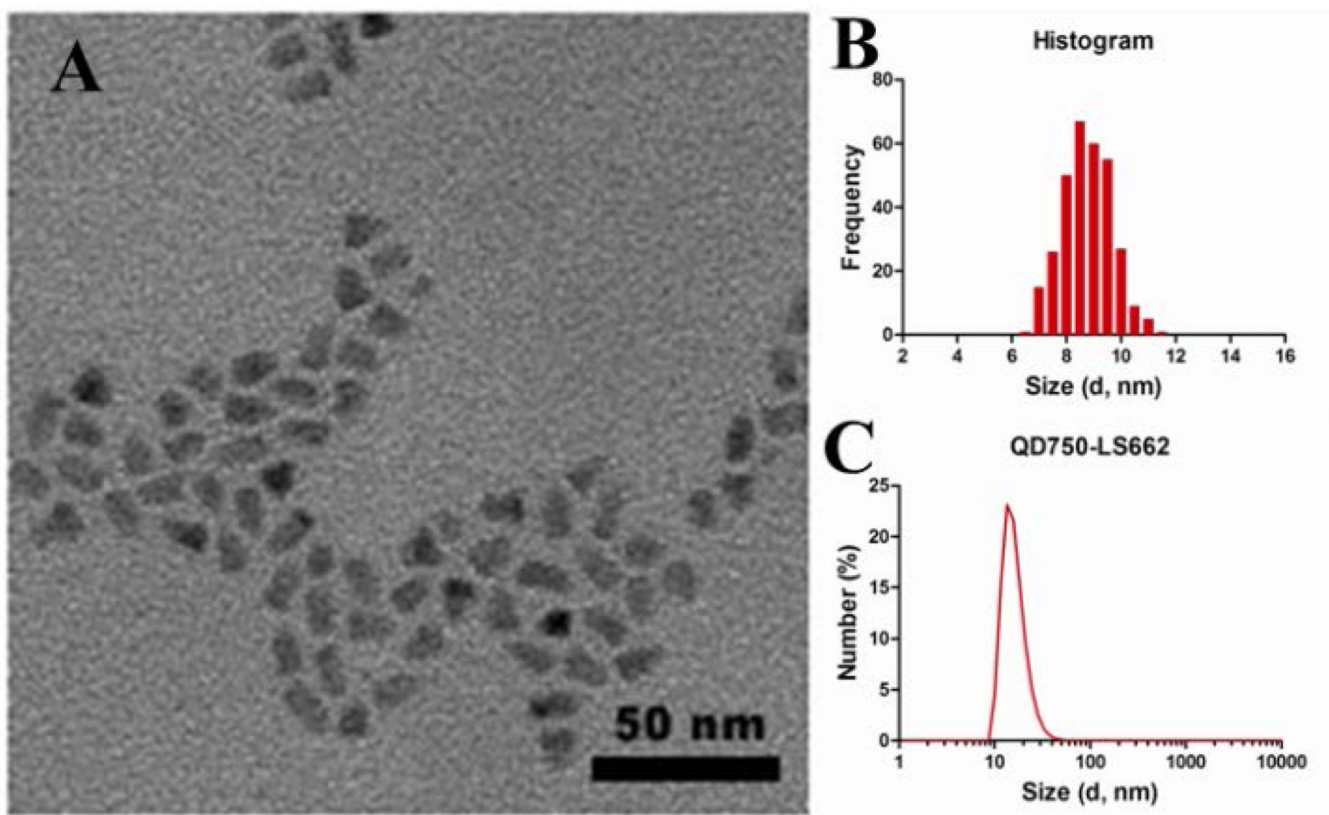 A
50 nm
B
Histogram
Frequency
80
60
40
20
0
2 4 6 8 10 12 14 16
Size (d, nm)
C
QD750-LS662
Number (%)
25
20
15
10
5
0
1 10 100 1000 10000
Size (d, nm)